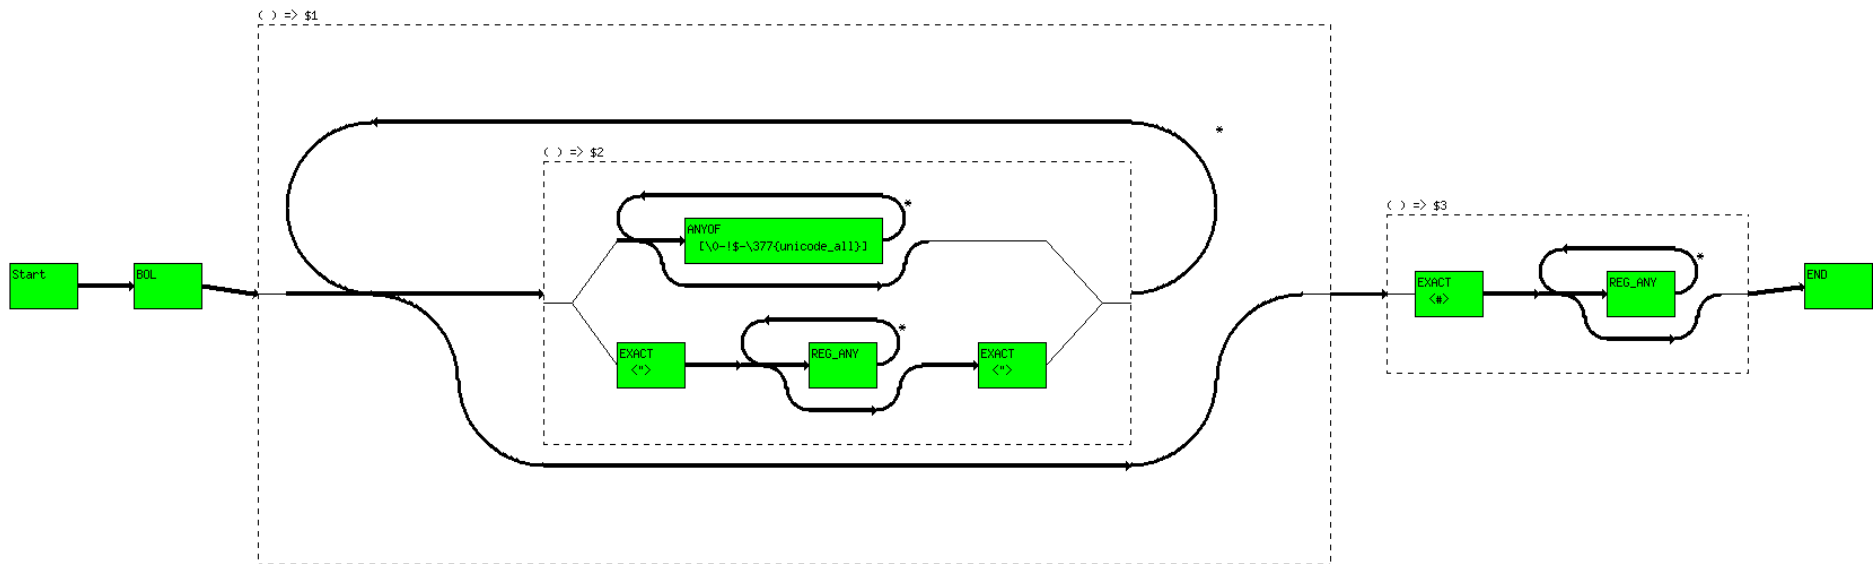 ( ) => $1
*
( ) => $2
*
ANYOF
[\0-!$-\377{unicode_all}]
( ) => $3
*
Start
BOL
EXACT
<#>
REG_ANY
END
*
EXACT
<">
REG_ANY
EXACT
<">